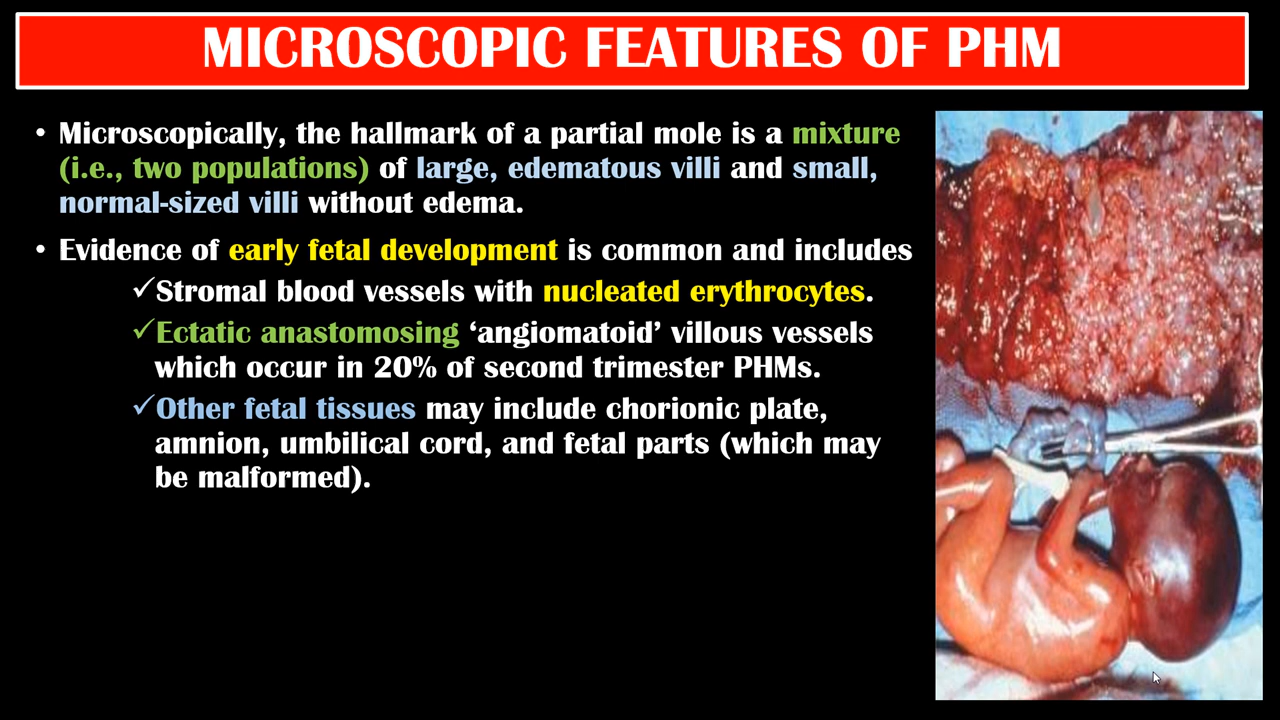 MICROSCOPIC FEATURES OF PHM
• Microscopically, the hallmark of a partial mole is a mixture
(i.e., two populations) of large, edematous villi and small,
normal-sized villi without edema.
• Evidence of early fetal development is common and includes
✓Stromal blood vessels with nucleated erythrocytes.
✓Ectatic anastomosing ‘angiomatoid’ villous vessels
which occur in 20% of second trimester PHMs.
✓Other fetal tissues may include chorionic plate,
amnion, umbilical cord, and fetal parts (which may
be malformed).